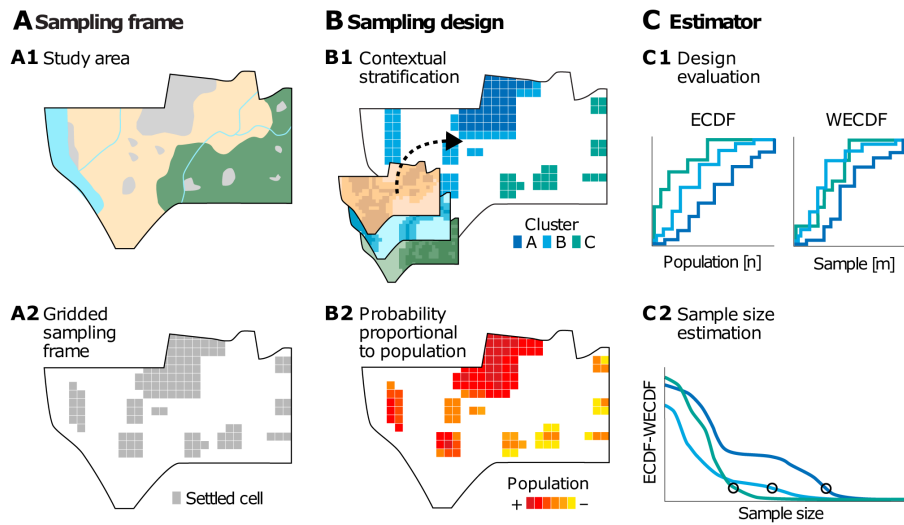 A Sampling frame
A1 Study area
A2 Gridded
sampling
frame
Settled cell
B Sampling design
B1 Contextual
stratification
Cluster
A B C
B2 Probability
proportional
to population
Population
+ −
C Estimator
C1 Design
evaluation
ECDF WECDF
Population [n] Sample [m]
C2 Sample size
estimation
ECDF-WECDF
Sample size